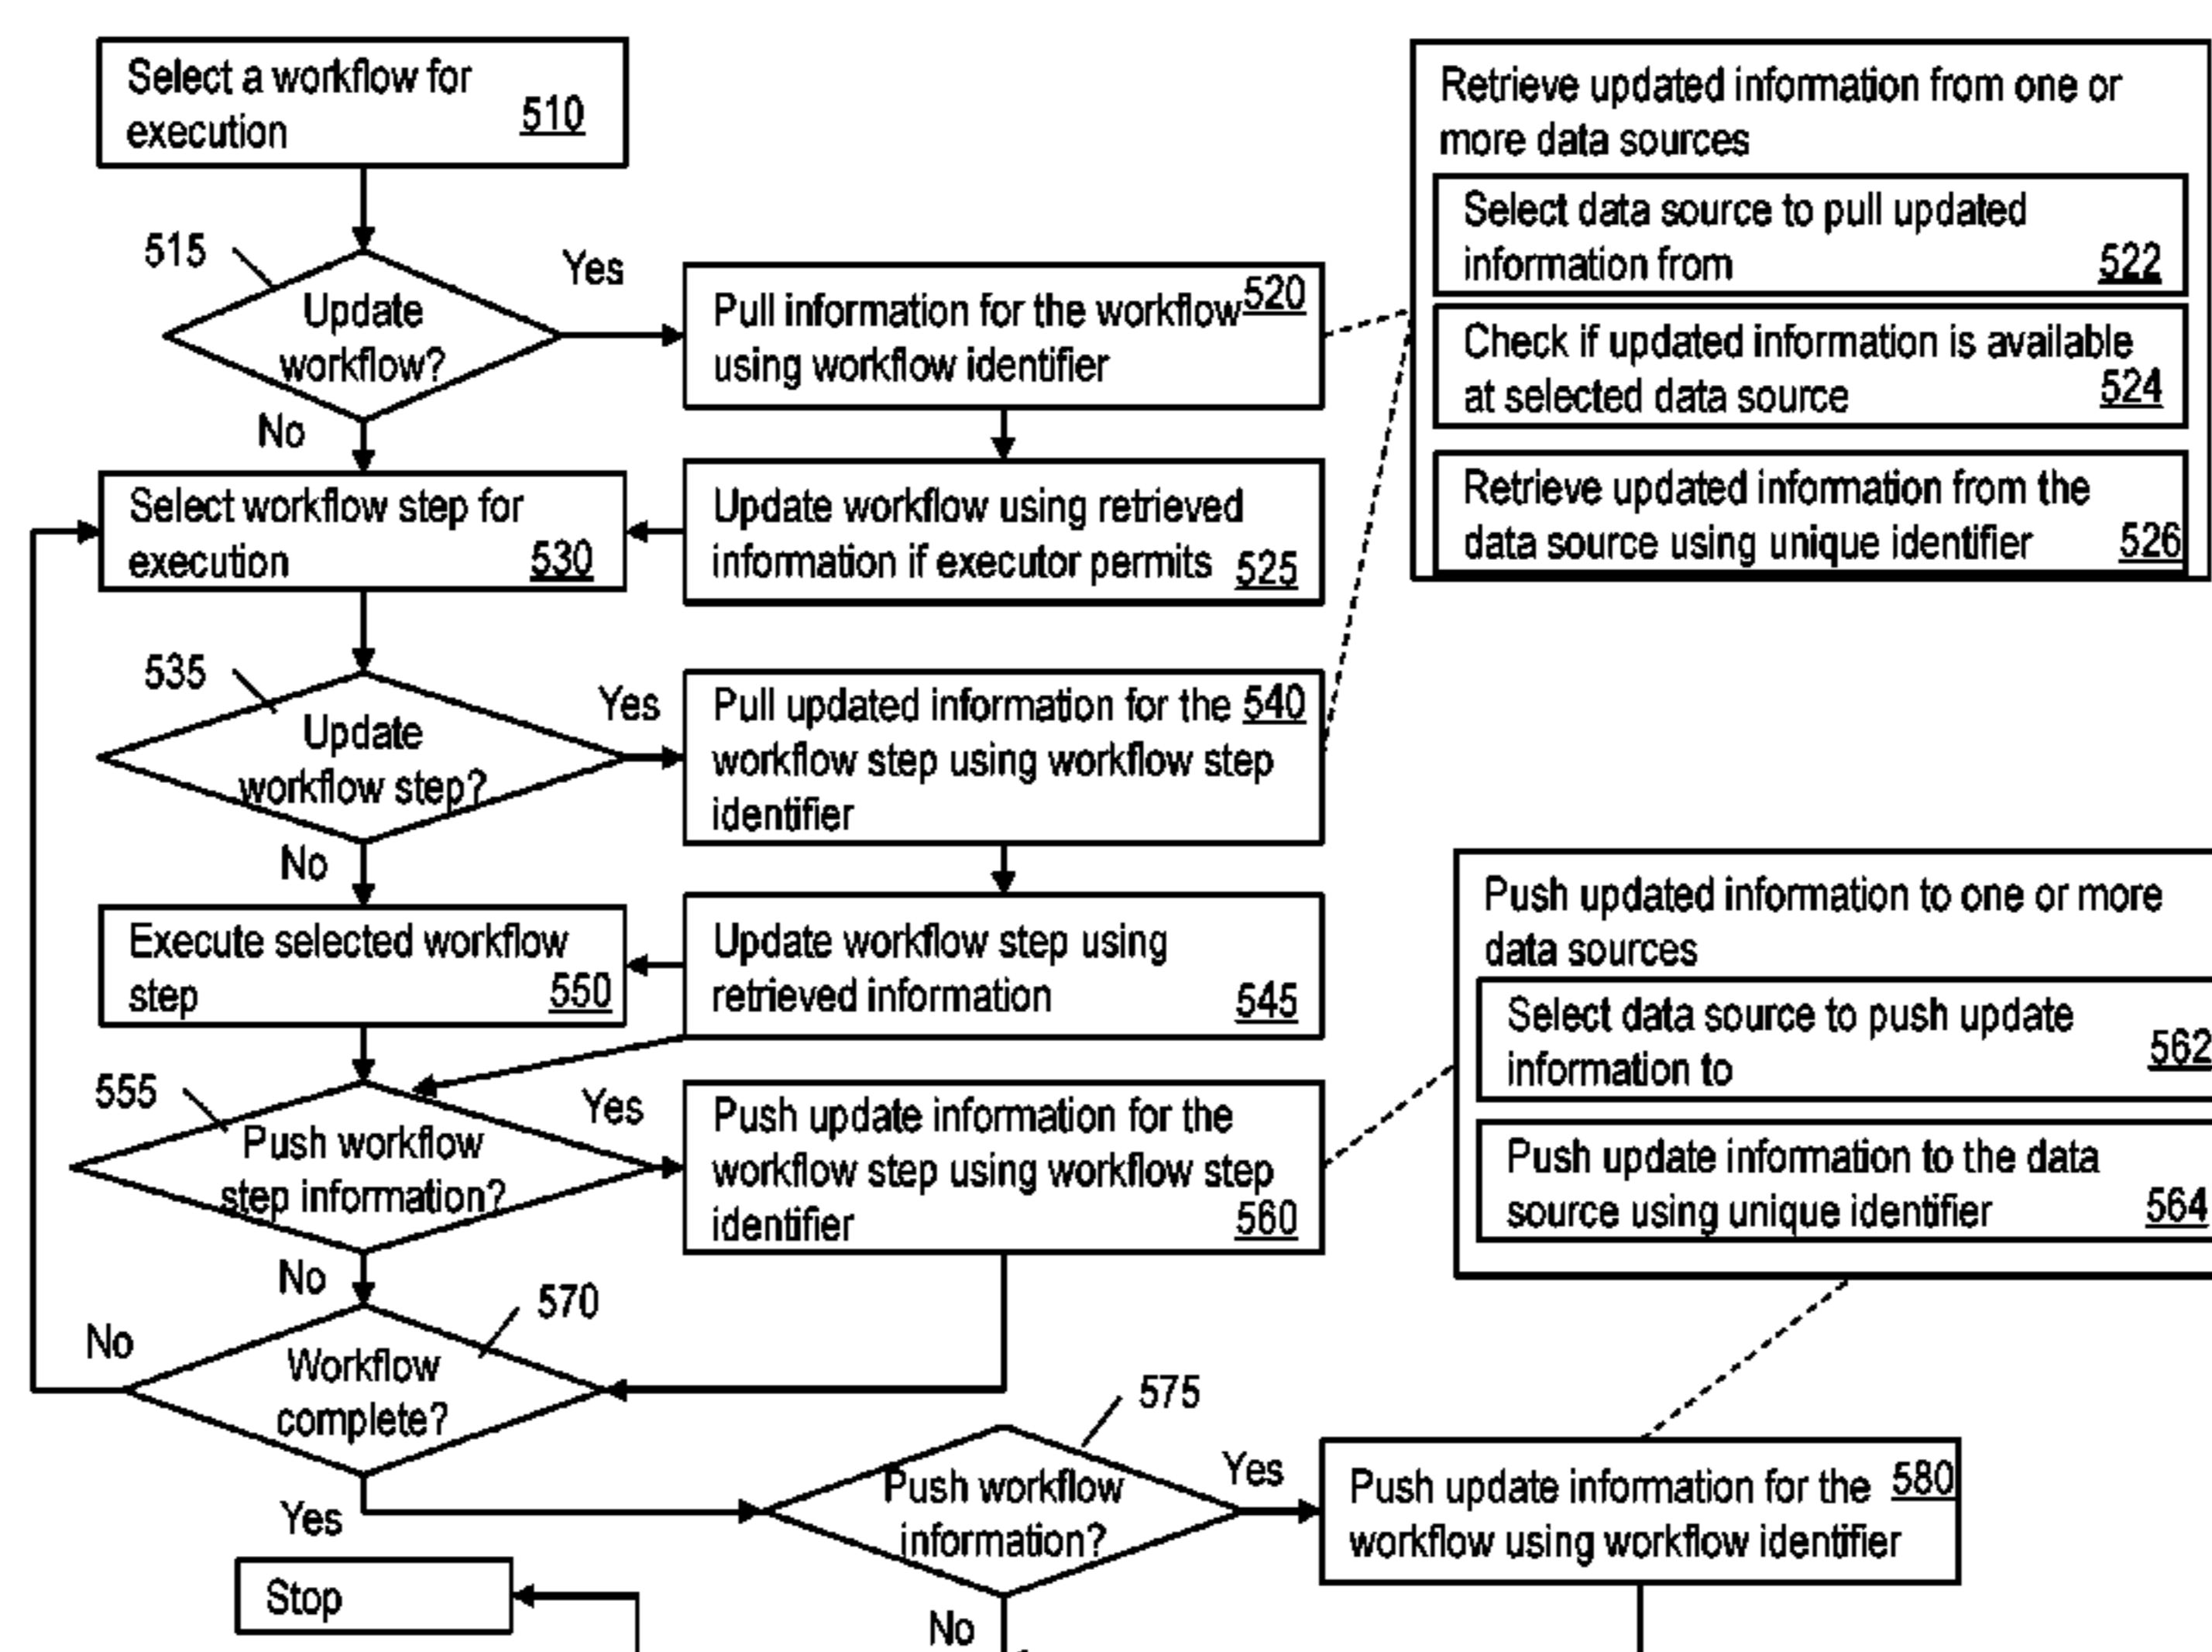 Select a workflow for
execution 510
515
Update
workflow?
Yes
No
Pull information for the workflow 520
using workflow identifier
Update workflow using retrieved
information if executor permits 525
Retrieve updated information from one or
more data sources
Select data source to pull updated
information from 522
Check if updated information is available
at selected data source 524
Retrieve updated information from the
data source using unique identifier 526
Select workflow step for
execution 530
535
Update
workflow step?
Yes
No
Pull updated information for the 540
workflow step using workflow step
identifier
Update workflow step using
retrieved information 545
Execute selected workflow
step 550
555
Push workflow
step information?
Yes
No
Push update information for the
workflow step using workflow step
identifier 560
Push updated information to one or more
data sources
Select data source to push update
information to 562
Push update information to the data
source using unique identifier 564
570
Workflow
complete?
No
Yes
575
Push workflow
information?
Yes
No
Push update information for the 580
workflow using workflow identifier
Stop